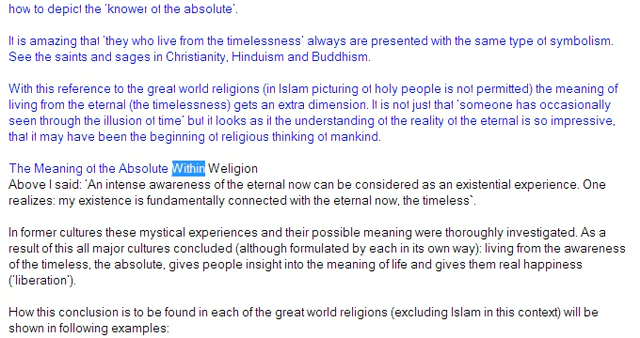 how to depict the 'knower of the absolute'.
It is amazing that 'they who live from the timelessness' always are presented with the same type of symbolism.
See the saints and sages in Christianity, Hinduism and Buddhism.
With this reference to the great world religions (in Islam picturing of holy people is not permitted) the meaning of
living from the eternal (the timelessness) gets an extra dimension. It is not just that 'someone has occasionally
seen through the illusion of time' but it looks as if the understanding of the reality of the eternal is so impressive,
that it may have been the beginning of religious thinking of mankind.
The Meaning of the Absolute Within Weligion
Above I said: 'An intense awareness of the eternal now can be considered as an existential experience. One
realizes: my existence is fundamentally connected with the eternal now, the timeless`.
In former cultures these mystical experiences and their possible meaning were thoroughly investigated. As a
result of this all major cultures concluded (although formulated by each in its own way): living from the awareness
of the timeless, the absolute, gives people insight into the meaning of life and gives them real happiness
('liberation').
How this conclusion is to be found in each of the great world religions (excluding Islam in this context) will be
shown in following examples: